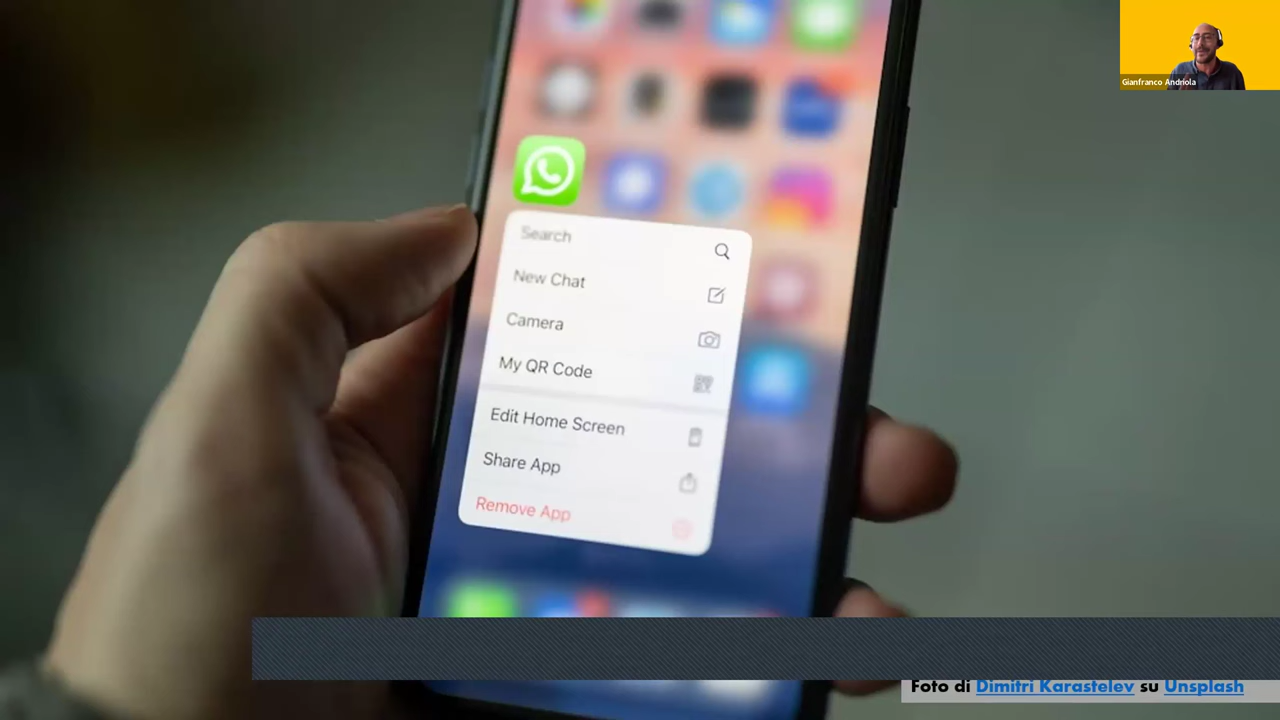 Gianfranco Andriola
Search
New Chat
Camera
My QR Code
Edit Home Screen
Share App
Remove App
Foto di Dimitri Karastelev su Unsplash